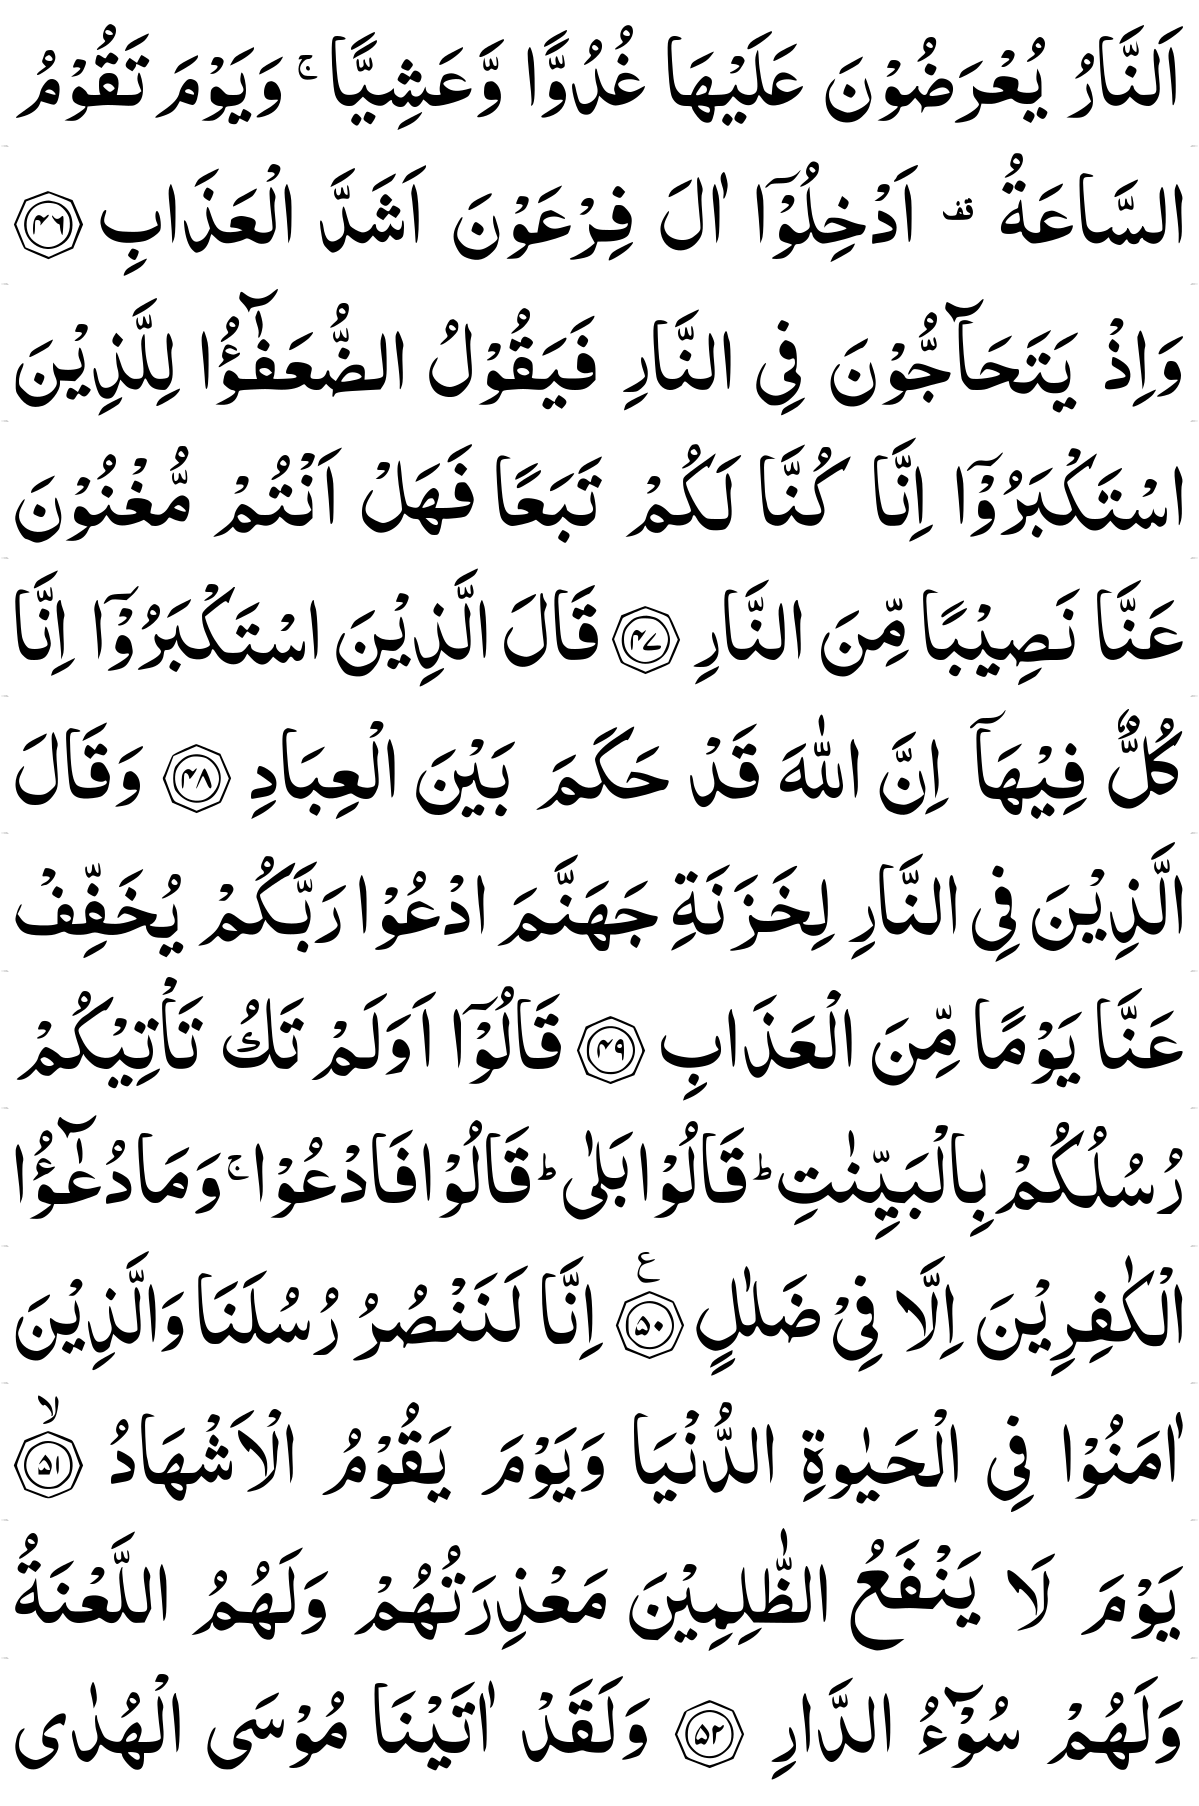 اَلنَّارُ يُعْرَضُوْنَ عَلَيْهَا غُدُوًّا وَّعَشِيًّا ۚ وَيَوْمَ تَقُوْمُ
السَّاعَةُ ۟ اَدْخِلُوْۤا اٰلَ فِرْعَوْنَ اَشَدَّ الْعَذَابِ ﴿۴۶﴾
وَاِذْ يَتَحَآجُّوْنَ فِى النَّارِ فَيَقُوْلُ الضُّعَفٰٓؤُا لِلَّذِيْنَ
اسْتَكْبَرُوْۤا اِنَّا كُنَّا لَكُمْ تَبَعًا فَهَلْ اَنْتُمْ مُّغْنُوْنَ
عَنَّا نَصِيْبًا مِّنَ النَّارِ ﴿۴۷﴾ قَالَ الَّذِيْنَ اسْتَكْبَرُوْۤا اِنَّا
كُلٌّ فِيْهَاۤ اِنَّ اللّٰهَ قَدْ حَكَمَ بَيْنَ الْعِبَادِ ﴿۴۸﴾ وَقَالَ
الَّذِيْنَ فِى النَّارِ لِخَزَنَةِ جَهَنَّمَ ادْعُوْا رَبَّكُمْ يُخَفِّفْ
عَنَّا يَوْمًا مِّنَ الْعَذَابِ ﴿۴۹﴾ قَالُوْۤا اَوَلَمْ تَكُ تَاْتِيْكُمْ
رُسُلُكُمْ بِالْبَيِّنٰتِ ؕ قَالُوْا بَلٰى ؕ قَالُوْا فَادْعُوْا ۚ وَمَا دُعٰٓؤُا
الْكٰفِرِيْنَ اِلَّا فِىْ ضَلٰلٍ ﴿۵۰﴾ ع اِنَّا لَنَنْصُرُ رُسُلَنَا وَالَّذِيْنَ
اٰمَنُوْا فِى الْحَيٰوةِ الدُّنْيَا وَيَوْمَ يَقُوْمُ الْاَشْهَادُ ﴿۵۱﴾ ۙ
يَوْمَ لَا يَنْفَعُ الظّٰلِمِيْنَ مَعْذِرَتُهُمْ وَلَهُمُ اللَّعْنَةُ
وَلَهُمْ سُوْٓءُ الدَّارِ ﴿۵۲﴾ وَلَقَدْ اٰتَيْنَا مُوْسَى الْهُدٰى